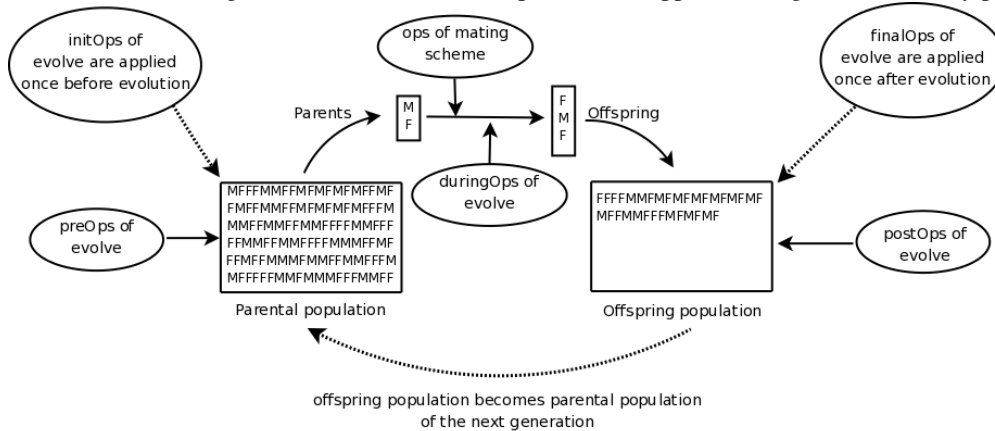 initOps of
evolve are applied
once before evolution
ops of mating
scheme
finalOps of
evolve are applied
once after evolution
Parents
M
F
F
M
F
Offspring
duringOps of
evolve
preOps of
evolve
MFFFMMFFMFMFMFMFFMF
FMFFMMFFMFMFMFMFFFM
MMFFMMFFMMFFFFMMFFF
FFMMFFMMFFFFMMMFFMF
FFMFFMMMFMMFFMMFFFM
MFFFFFMMFMMMFFFMMFF
FFFFMMFMFMFMFMFMFMF
MFFMMFFFMFMFMF
postOps of
evolve
Parental population
Offspring population
offspring population becomes parental population
of the next generation